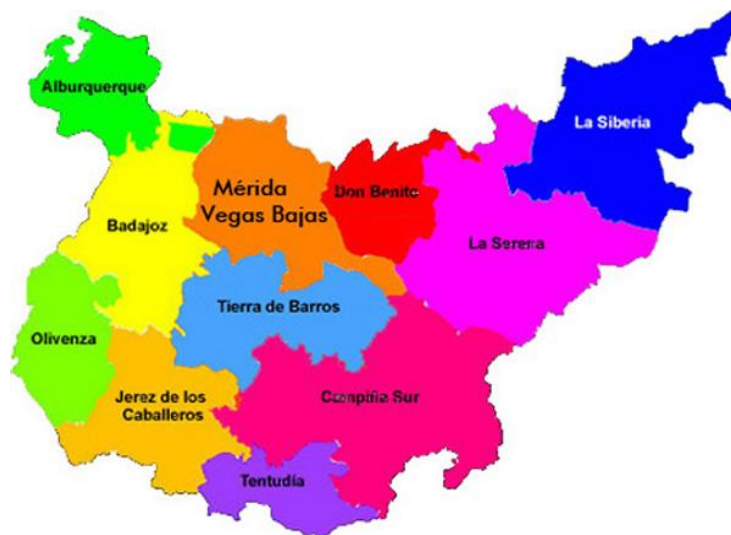 Alburquerque
La Siberia
Mérida
Vegas Bajas
Don Benito
Badajoz
La Serena
Tierra de Barros
Olivenza
Jerez de los
Caballeros
Campiña Sur
Tentudía